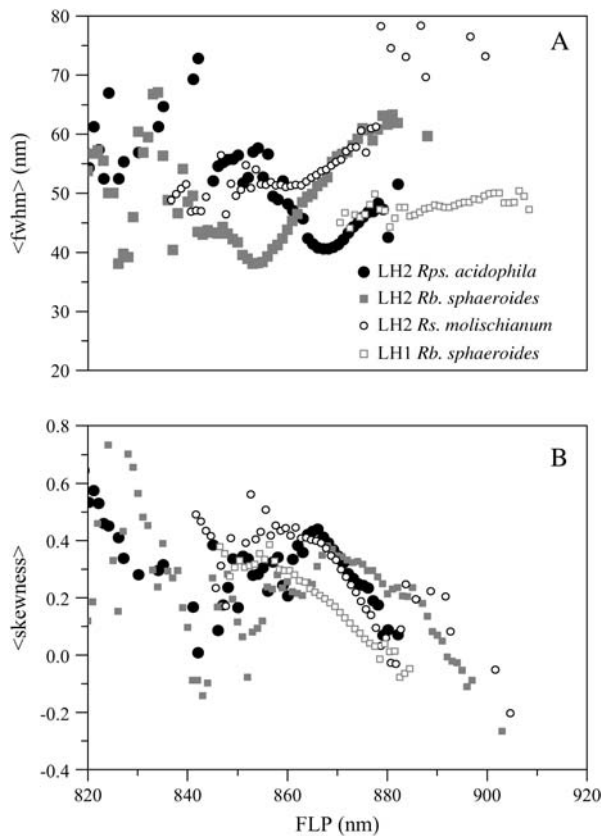 A
80
70
60
50
40
30
20
<fwhm> (nm)
LH2 Rps. acidophila
LH2 Rb. sphaeroides
LH2 Rs. molischianum
LH1 Rb. sphaeroides
B
0.8
0.6
0.4
0.2
0.0
-0.2
-0.4
<skewness>
820 840 860 880 900 920
FLP (nm)